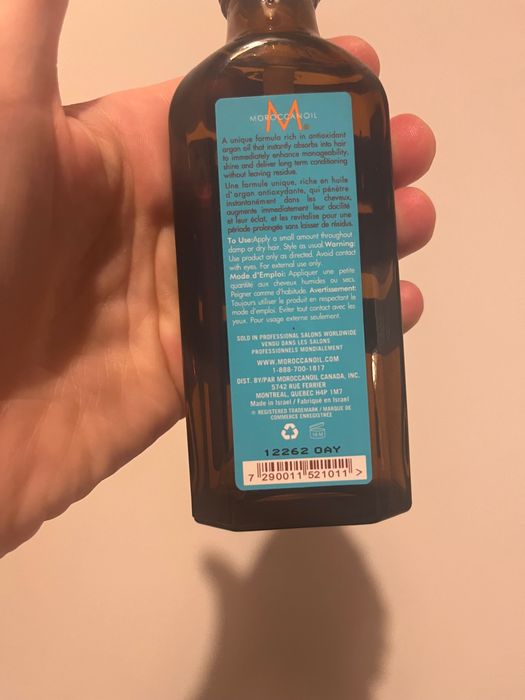 MOROCCANOIL
A unique formula rich in antioxidant
argan oil that instantly absorbs into hair
to immediately enhance manageability,
shine and deliver long term conditioning
without leaving residue.
Une formule unique, riche en huile
d'argan antioxydante, qui pénètre
instantanément dans les cheveux,
augmente immediatement leur docilité
et leur éclat, et les revitalise pour une
période prolongée sans laisser de résidus.
To Use:Apply a small amount throughout
damp or dry hair. Style as usual.Warning:
Use product only as directed. Avoid contact
with eyes. For external use only.
Mode d'Emploi: Appliquer une petite
quantité aux cheveux humides ou secs.
Peigner comme d'habitude. Avertissement:
Toujours utiliser le produit en respectant le
mode d'emploi. Eviter tout contact avec les
yeux. Pour usage externe seulement.
SOLD IN PROFESSIONAL SALONS WORLDWIDE
VENDU DANS LES SALONS
PROFESSIONNELS MONDIALEMENT
WWW.MOROCCANOIL.COM
1-888-700-1817
DIST. BY/PAR MOROCCANOIL CANADA, INC.
5742 RUE FERRIER
MONTREAL, QUEBEC H4P 1M7
Made in Israel / Fabriqué en Israel
® REGISTERED TRADEMARK / MARQUE DE
COMMERCE ENREGISTREE
12262 OAY
7 290011 521011 >